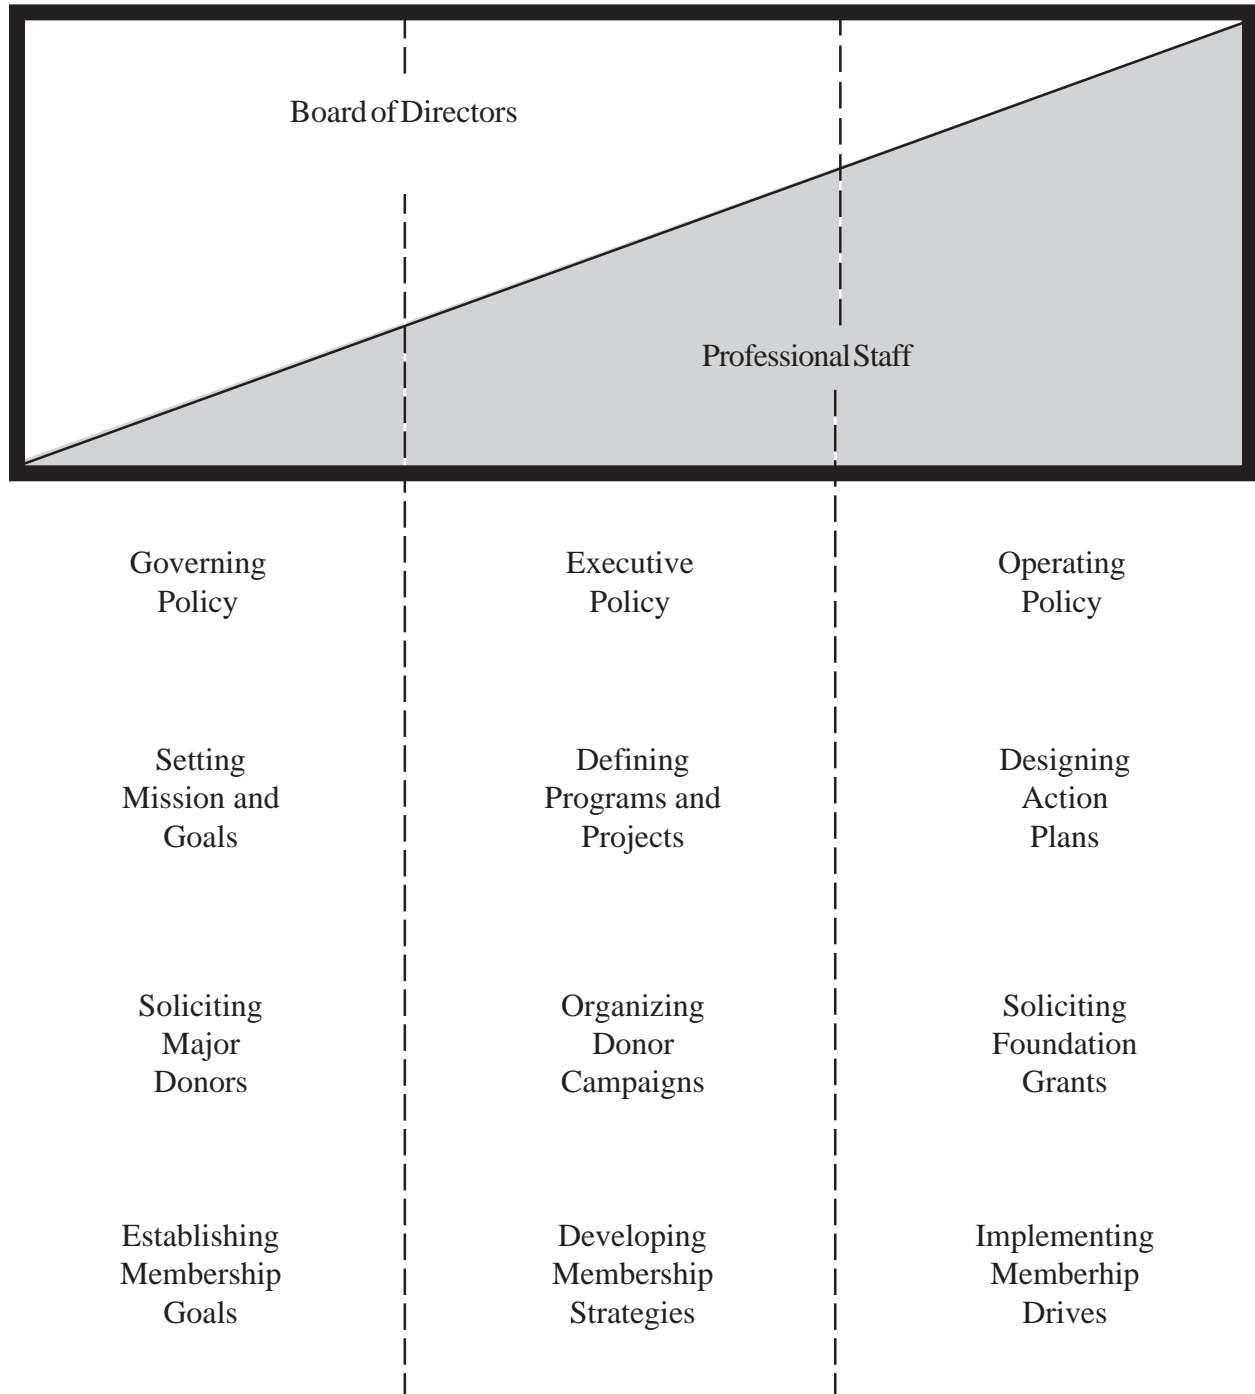 Board of Directors
Professional Staff
Governing
Policy
Executive
Policy
Operating
Policy
Setting
Mission and
Goals
Defining
Programs and
Projects
Designing
Action
Plans
Soliciting
Major
Donors
Organizing
Donor
Campaigns
Soliciting
Foundation
Grants
Establishing
Membership
Goals
Developing
Membership
Strategies
Implementing
Memberhip
Drives